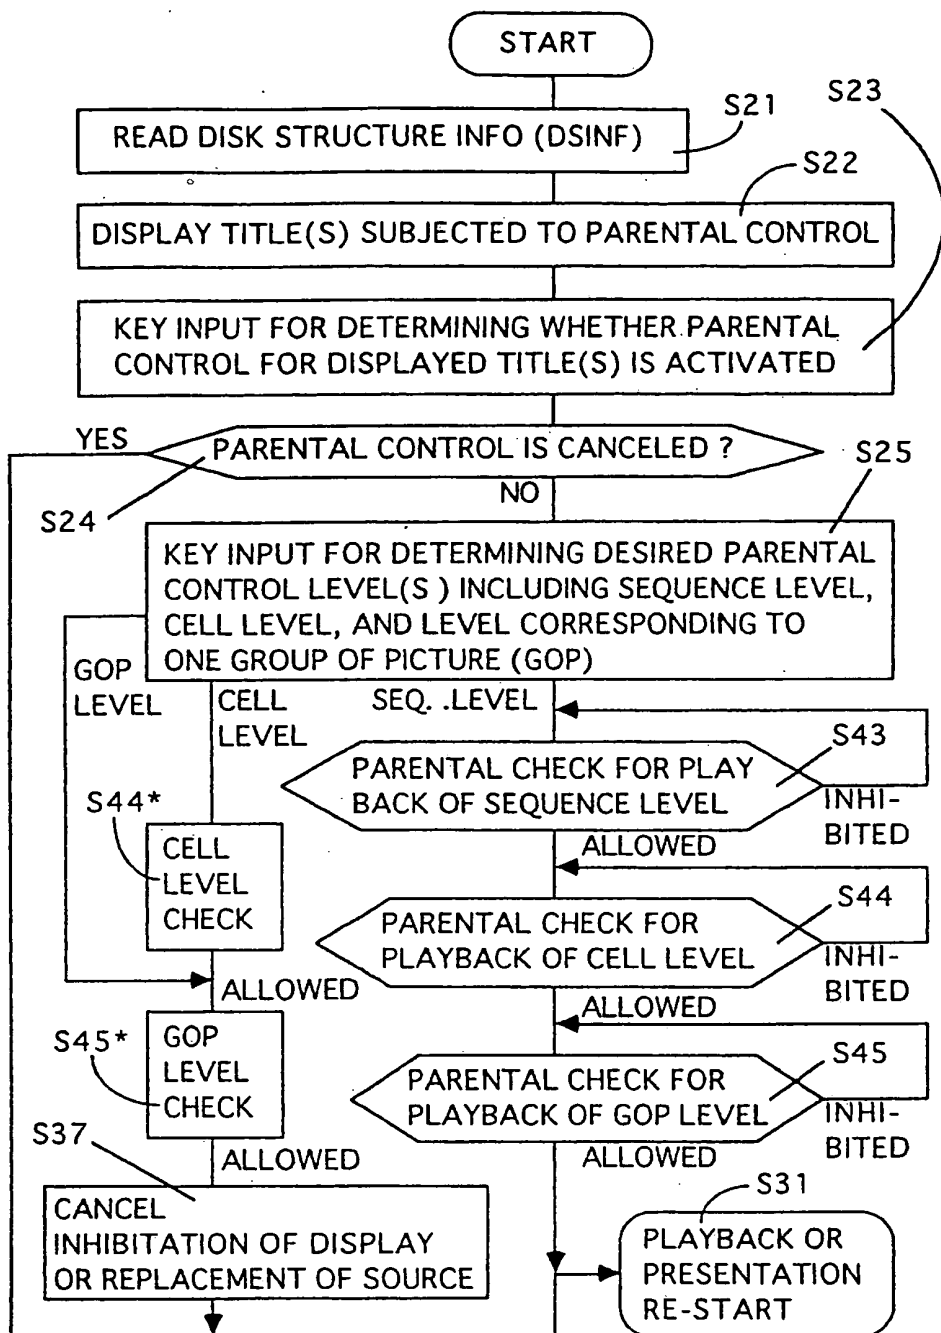 START
S21
S23
READ DISK STRUCTURE INFO (DSINF)
S22
DISPLAY TITLE(S) SUBJECTED TO PARENTAL CONTROL
KEY INPUT FOR DETERMINING WHETHER PARENTAL
CONTROL FOR DISPLAYED TITLE(S) IS ACTIVATED
YES
PARENTAL CONTROL IS CANCELED ?
S25
S24
NO
KEY INPUT FOR DETERMINING DESIRED PARENTAL
CONTROL LEVEL(S ) INCLUDING SEQUENCE LEVEL,
CELL LEVEL, AND LEVEL CORRESPONDING TO
ONE GROUP OF PICTURE (GOP)
GOP
LEVEL
CELL
LEVEL
SEQ. .LEVEL
S43
PARENTAL CHECK FOR PLAY
BACK OF SEQUENCE LEVEL
INHI-
BITED
ALLOWED
S44*
CELL
LEVEL
CHECK
S44
PARENTAL CHECK FOR
PLAYBACK OF CELL LEVEL
INHI-
BITED
ALLOWED
ALLOWED
S45*
GOP
LEVEL
CHECK
S45
PARENTAL CHECK FOR
PLAYBACK OF GOP LEVEL
INHI-
BITED
ALLOWED
S37
ALLOWED
CANCEL
INHIBITATION OF DISPLAY
OR REPLACEMENT OF SOURCE
S31
PLAYBACK OR
PRESENTATION
RE-START